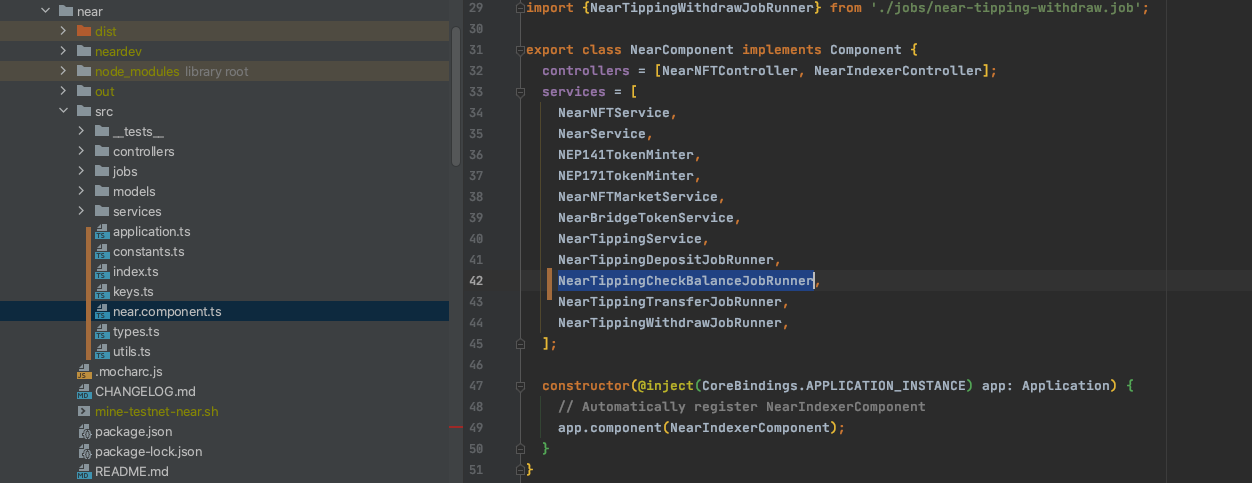 near
dist
neardev
node_modules library root
out
src
__tests__
controllers
jobs
models
services
application.ts
constants.ts
index.ts
keys.ts
near.component.ts
types.ts
utils.ts
.mocharc.js
CHANGELOG.md
mine-testnet-near.sh
package.json
package-lock.json
README.md
29 import {NearTippingWithdrawJobRunner} from './jobs/near-tipping-withdraw.job';
30
31 export class NearComponent implements Component {
32 controllers = [NearNFTController, NearIndexerController];
33 services = [
34 NearNFTService,
35 NearService,
36 NEP141TokenMinter,
37 NEP171TokenMinter,
38 NearNFTMarketService,
39 NearBridgeTokenService,
40 NearTippingService,
41 NearTippingDepositJobRunner,
42 NearTippingCheckBalanceJobRunner,
43 NearTippingTransferJobRunner,
44 NearTippingWithdrawJobRunner,
45 ];
46
47 constructor(@inject(CoreBindings.APPLICATION_INSTANCE) app: Application) {
48 // Automatically register NearIndexerComponent
49 app.component(NearIndexerComponent);
50 }
51 }